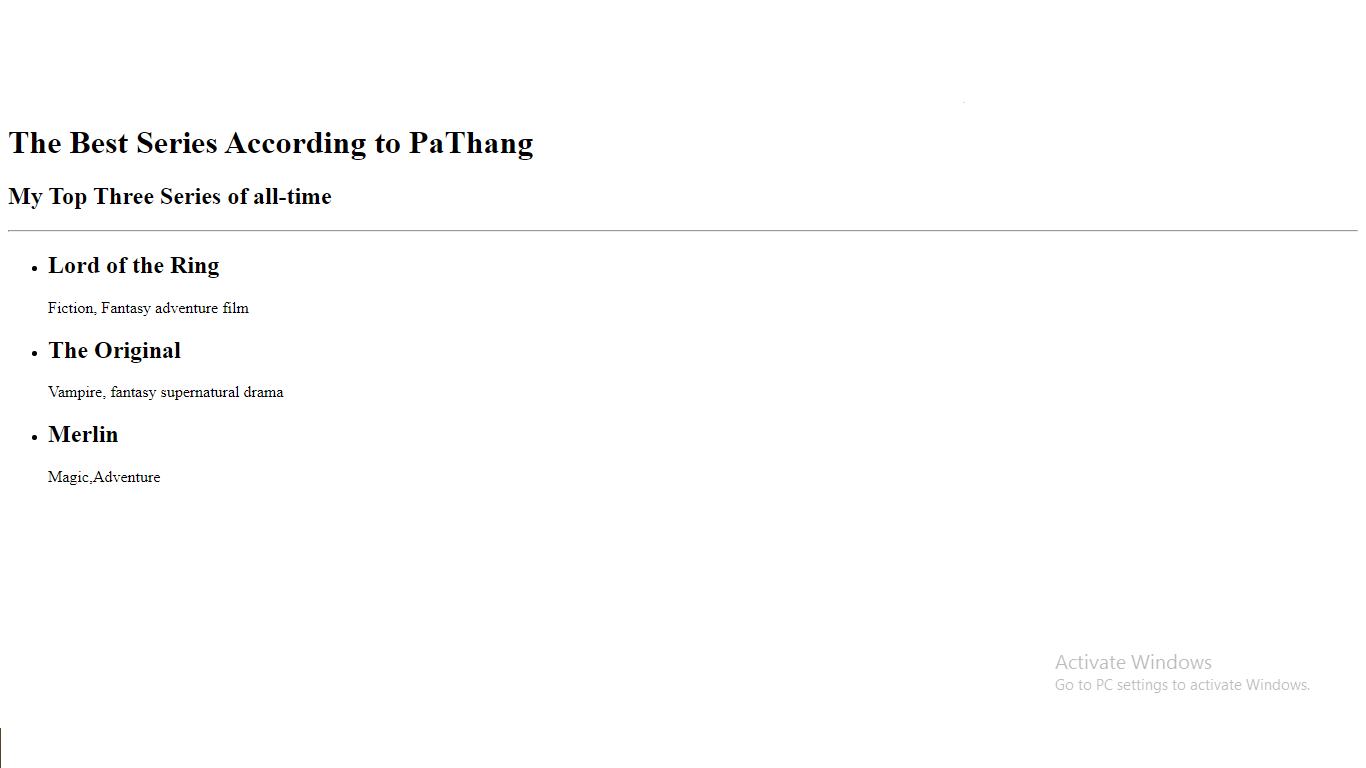 The Best Series According to PaThang
My Top Three Series of all-time
Lord of the Ring
Fiction, Fantasy adventure film
The Original
Vampire, fantasy supernatural drama
Merlin
Magic,Adventure
Activate Windows
Go to PC settings to activate Windows.